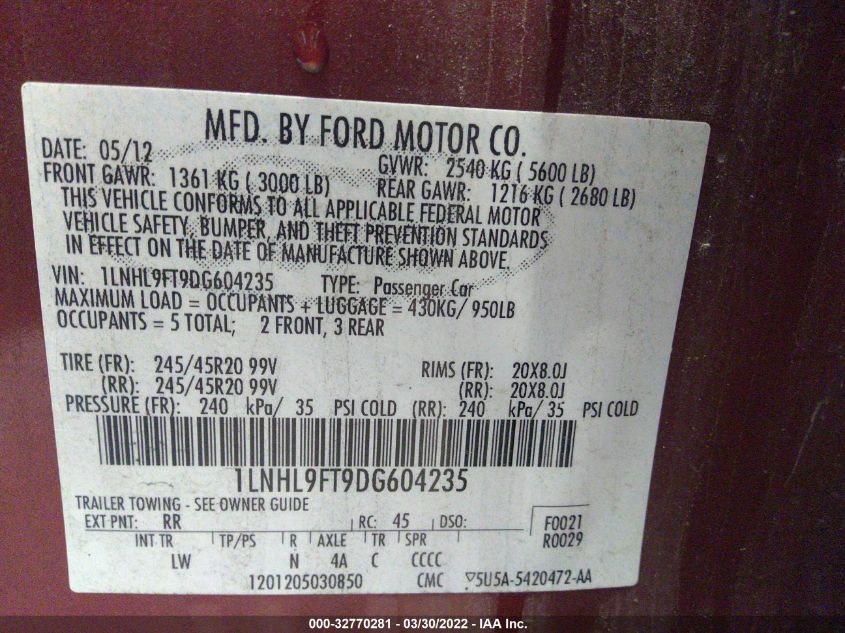 MFD. BY FORD MOTOR CO.
DATE: 05/12 GVWR: 2540 KG ( 5600 LB)
FRONT GAWR: 1361 KG ( 3000 LB) REAR GAWR: 1216 KG ( 2680 LB)
THIS VEHICLE CONFORMS TO ALL APPLICABLE FEDERAL MOTOR
VEHICLE SAFETY, BUMPER, AND THEFT PREVENTION STANDARDS
IN EFFECT ON THE DATE OF MANUFACTURE SHOWN ABOVE.
VIN: 1LNHL9FT9DG604235 TYPE: Passenger Car
MAXIMUM LOAD = OCCUPANTS + LUGGAGE = 430KG/ 950LB
OCCUPANTS = 5 TOTAL; 2 FRONT, 3 REAR
TIRE (FR): 245/45R20 99V RIMS (FR): 20X8.0J
(RR): 245/45R20 99V (RR): 20X8.0J
PRESSURE (FR): 240 kPa/ 35 PSI COLD (RR): 240 kPa/ 35 PSI COLD
1LNHL9FT9DG604235
TRAILER TOWING - SEE OWNER GUIDE
EXT PNT: RR RC: 45 DSO: F0021
INT TR TP/PS R AXLE TR SPR R0029
LW N 4A C CCCC
1201205030850 CMC ▽5U5A-5420472-AA
000-32770281 - 03/30/2022 - IAA Inc.